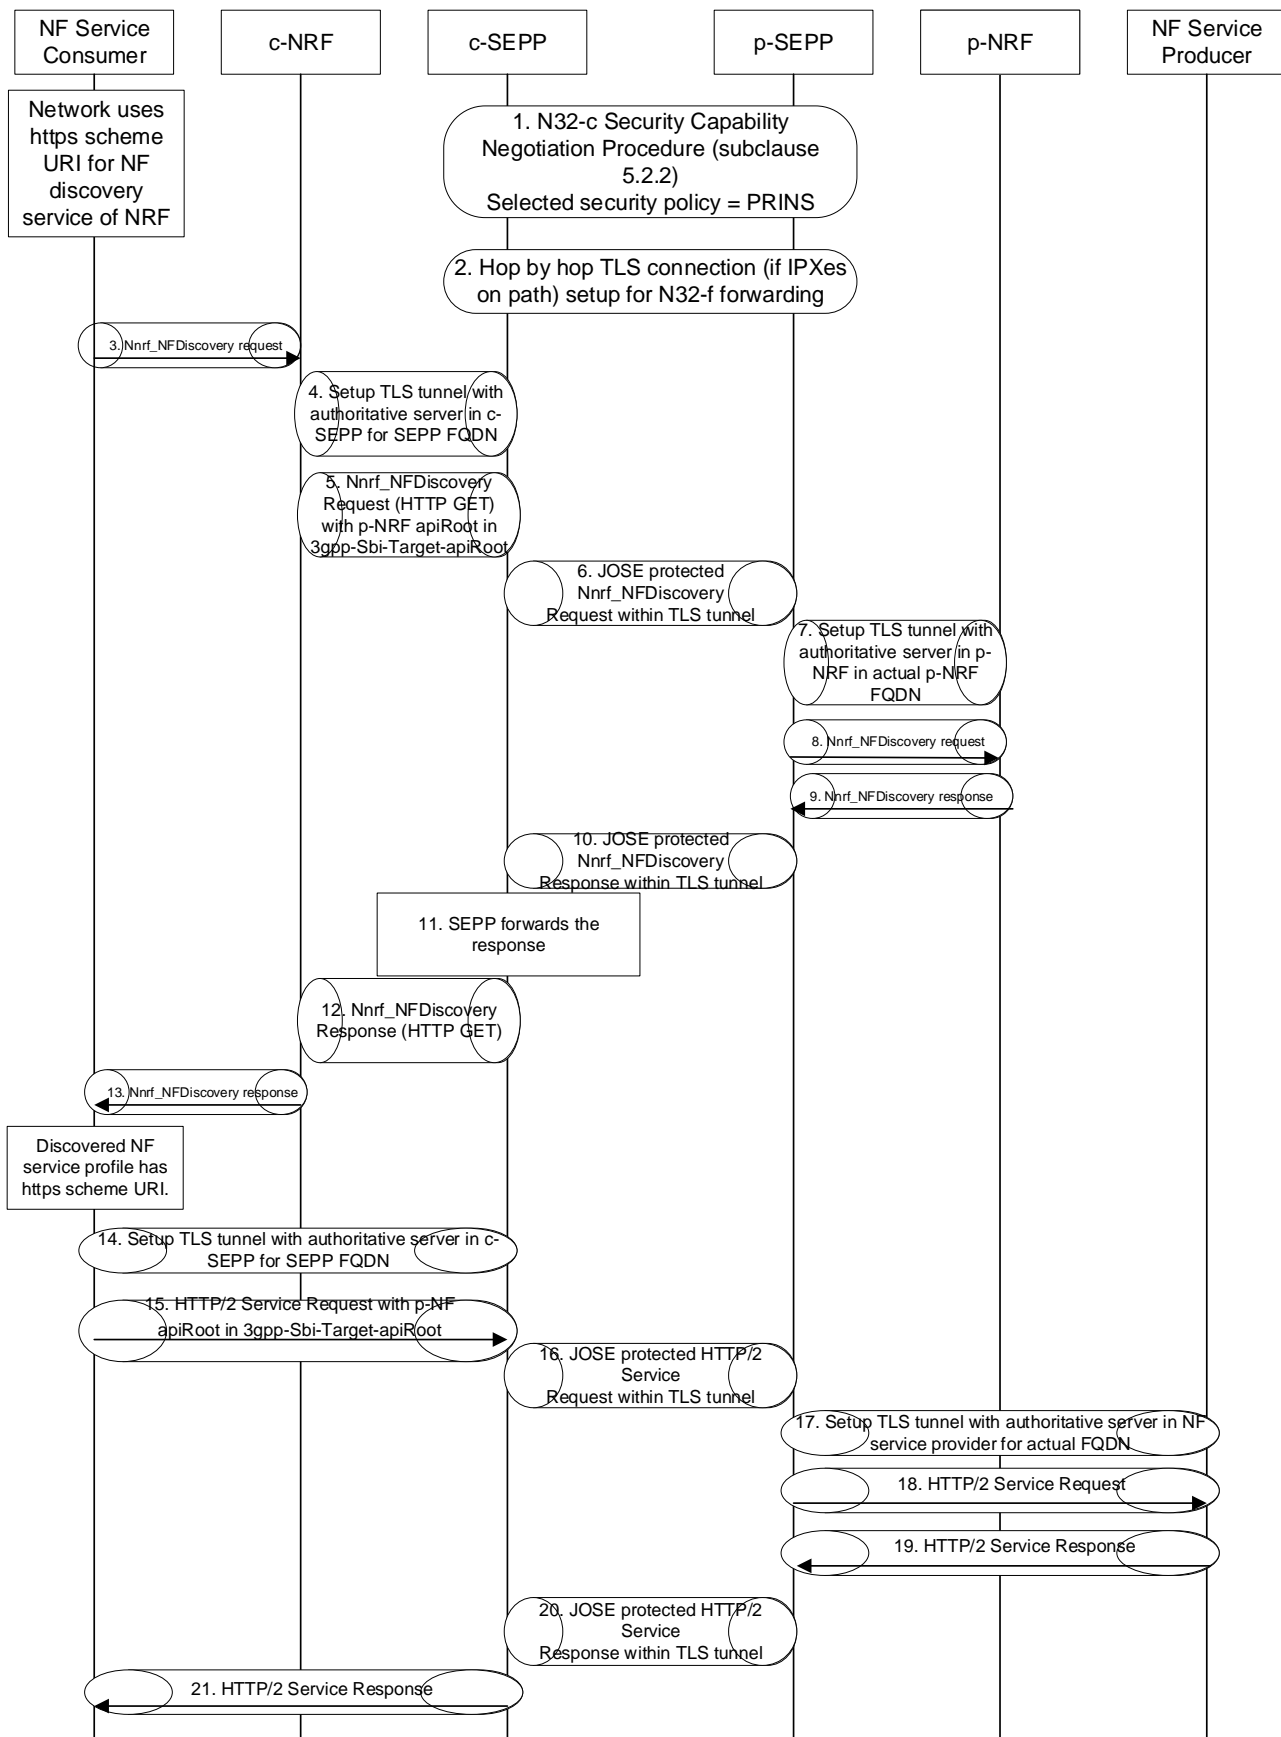 NF Service
Consumer
c-NRF
c-SEPP
p-SEPP
p-NRF
NF Service
Producer
Network uses
https scheme
URI for NF
discovery
service of NRF
1. N32-c Security Capability
Negotiation Procedure (subclause
5.2.2)
Selected security policy = PRINS
2. Hop by hop TLS connection (if IPXes
on path) setup for N32-f forwarding
3. Nnrf_NFDiscovery request
4. Setup TLS tunnel with
authoritative server in c-
SEPP for SEPP FQDN
5. Nnrf_NFDiscovery
Request (HTTP GET)
with p-NRF apiRoot in
3gpp-Sbi-Target-apiRoot
6. JOSE protected
Nnrf_NFDiscovery
Request within TLS tunnel
7. Setup TLS tunnel with
authoritative server in p-
NRF in actual p-NRF
FQDN
8. Nnrf_NFDiscovery request
9. Nnrf_NFDiscovery response
10. JOSE protected
Nnrf_NFDiscovery
Response within TLS tunnel
11. SEPP forwards the
response
12. Nnrf_NFDiscovery
Response (HTTP GET)
13. Nnrf_NFDiscovery response
Discovered NF
service profile has
https scheme URI.
14. Setup TLS tunnel with authoritative server in c-
SEPP for SEPP FQDN
15. HTTP/2 Service Request with p-NF
apiRoot in 3gpp-Sbi-Target-apiRoot
16. JOSE protected HTTP/2
Service
Request within TLS tunnel
17. Setup TLS tunnel with authoritative server in NF
service provider for actual FQDN
18. HTTP/2 Service Request
19. HTTP/2 Service Response
20. JOSE protected HTTP/2
Service
Response within TLS tunnel
21. HTTP/2 Service Response